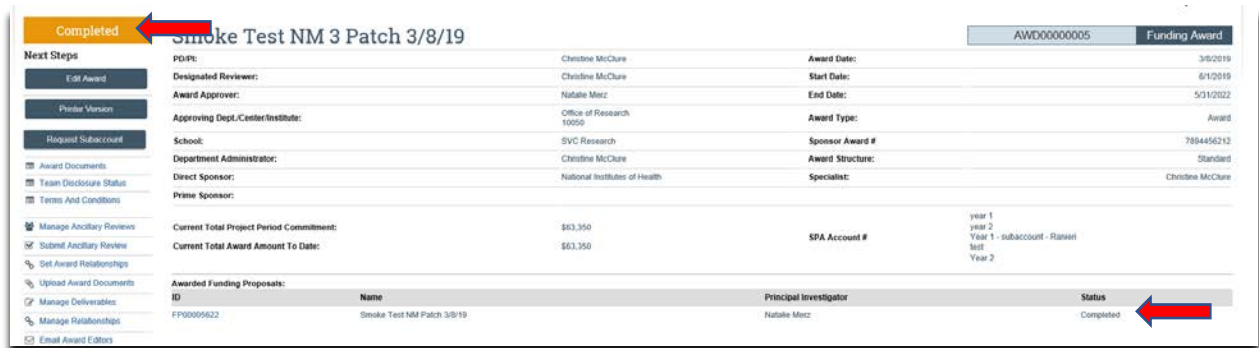 Completed
Smoke Test NM 3 Patch 3/8/19
AWD00000005
Funding Award
Next Steps
Edit Award
Printer Version
Request Subaccount
Award Documents
Team Disclosure Status
Terms And Conditions
Manage Ancillary Reviews
Submit Ancillary Review
Set Award Relationships
Upload Award Documents
Manage Deliverables
Manage Relationships
Email Award Editors
PD/PI: Christine McClure Award Date: 3/8/2019
Designated Reviewer: Christine McClure Start Date: 6/1/2019
Award Approver: Natalie Merz End Date: 5/31/2022
Approving Dept./Center/Institute: Office of Research 10050 Award Type: Award
School: SVC Research Sponsor Award # 7894456212
Department Administrator: Christine McClure Award Structure: Standard
Direct Sponsor: National Institutes of Health Specialist: Christine McClure
Prime Sponsor:
Current Total Project Period Commitment: $63,350
Current Total Award Amount To Date: $63,350
SPA Account #
year 1
year 2
Year 1 - subaccount - Ranieri
test
Year 2
Awarded Funding Proposals:
ID Name Principal Investigator Status
FP00005622 Smoke Test NM Patch 3/8/19 Natalie Merz Completed